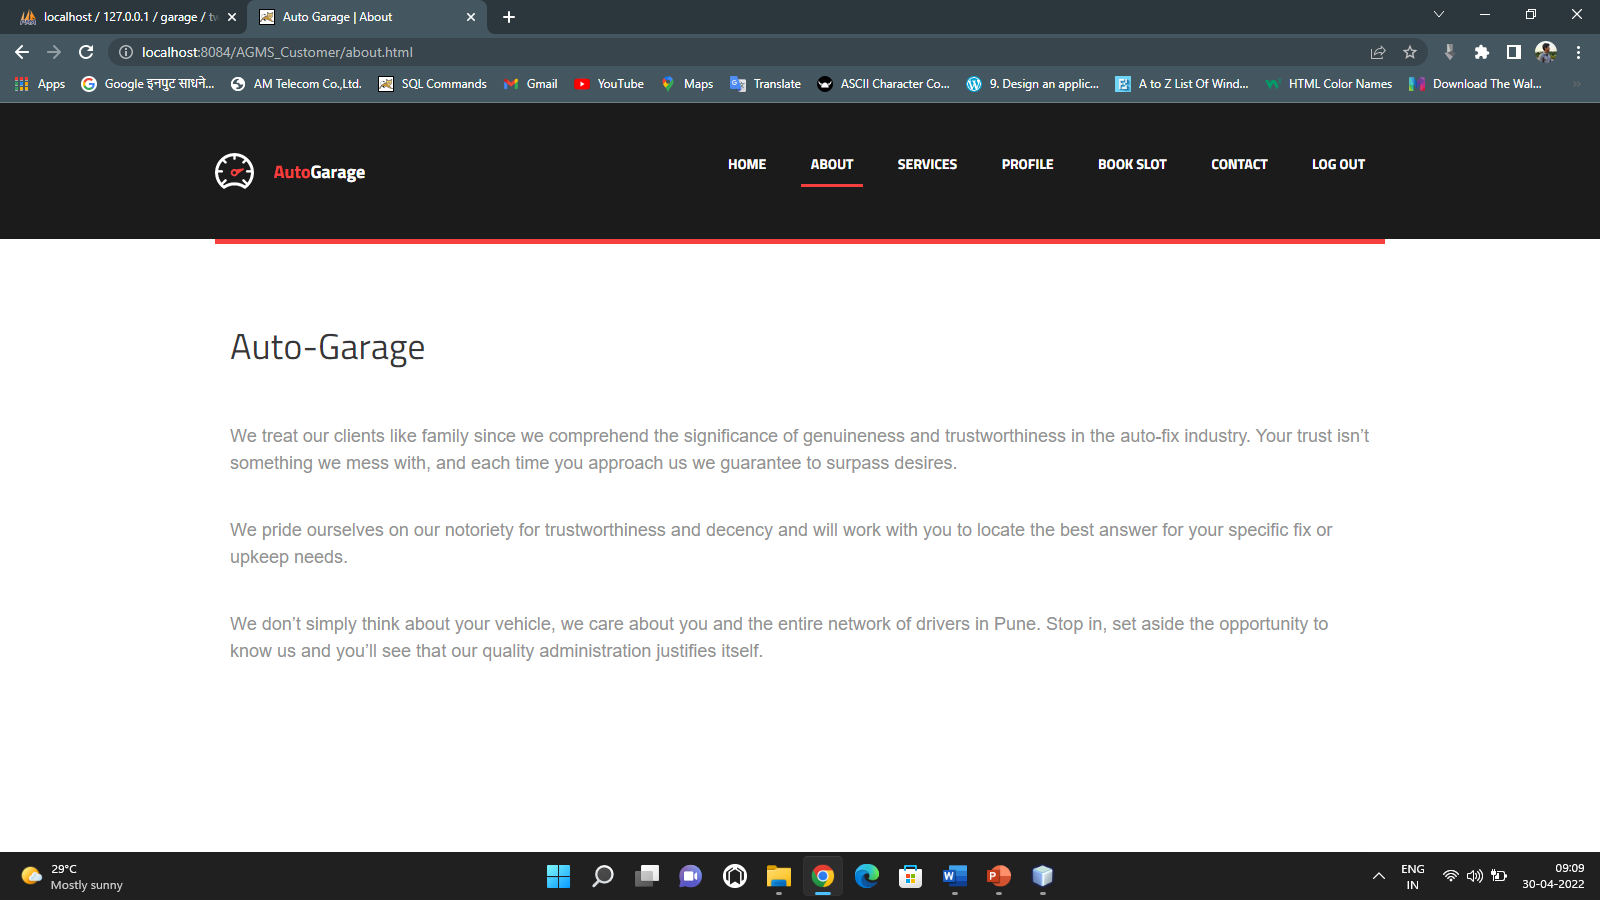 localhost / 127.0.0.1 / garage / tw
Auto Garage | About
localhost:8084/AGMS_Customer/about.html
Apps
Google इनपुट साधने...
AM Telecom Co.,Ltd.
SQL Commands
Gmail
YouTube
Maps
Translate
ASCII Character Co...
9. Design an applic...
A to Z List Of Wind...
HTML Color Names
Download The Wal...
AutoGarage
HOME
ABOUT
SERVICES
PROFILE
BOOK SLOT
CONTACT
LOG OUT
Auto-Garage
We treat our clients like family since we comprehend the significance of genuineness and trustworthiness in the auto-fix industry. Your trust isn’t
something we mess with, and each time you approach us we guarantee to surpass desires.
We pride ourselves on our notoriety for trustworthiness and decency and will work with you to locate the best answer for your specific fix or
upkeep needs.
We don’t simply think about your vehicle, we care about you and the entire network of drivers in Pune. Stop in, set aside the opportunity to
know us and you’ll see that our quality administration justifies itself.
29°C
Mostly sunny
ENG
IN
09:09
30-04-2022